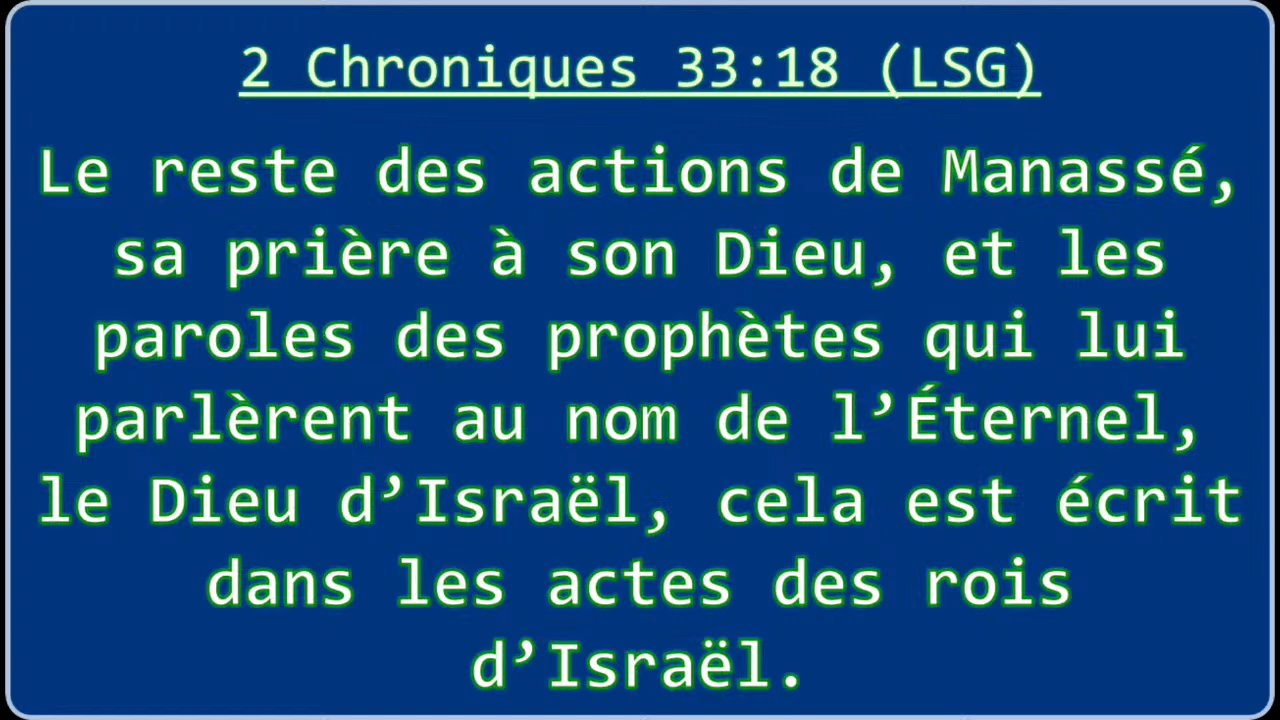 2 Chroniques 33:18 (LSG)
Le reste des actions de Manassé,
sa prière à son Dieu, et les
paroles des prophètes qui lui
parlèrent au nom de l’Éternel,
le Dieu d’Israël, cela est écrit
dans les actes des rois
d’Israël.